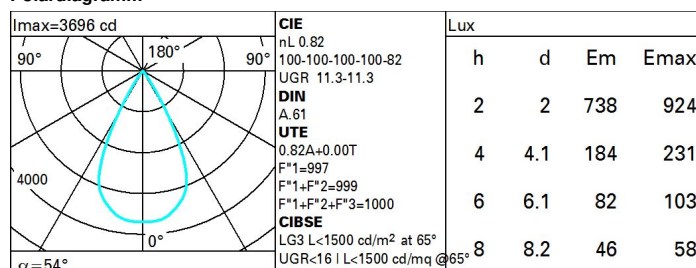 Imax=3696 cd
90°
180°
90°
4000
0°
α=54°
CIE
nL 0.82
100-100-100-100-82
UGR 11.3-11.3
DIN
A.61
UTE
0.82A+0.00T
F"1=997
F"1+F"2=999
F"1+F"2+F"3=1000
CIBSE
LG3 L<1500 cd/m² at 65°
UGR<16 | L<1500 cd/mq @65°
Lux
h d Em Emax
2 2 738 924
4 4.1 184 231
6 6.1 82 103
8 8.2 46 58